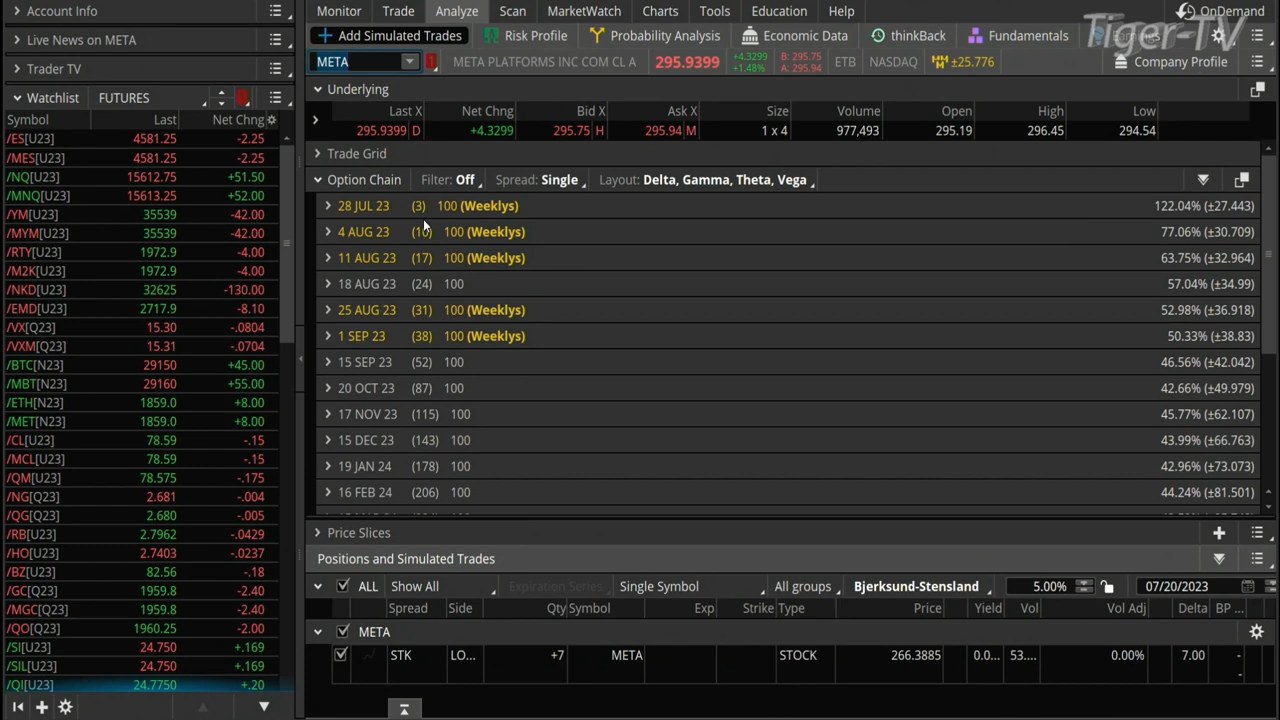 Account Info
Live News on META
Trader TV
Watchlist FUTURES
Symbol Last Net Chng
/ES[U23] 4581.25 -2.25
/MES[U23] 4581.25 -2.25
/NQ[U23] 15612.75 +51.50
/MNQ[U23] 15613.25 +52.00
/YM[U23] 35539 -42.00
/MYM[U23] 35539 -42.00
/RTY[U23] 1972.9 -4.00
/M2K[U23] 1972.9 -4.00
/NKD[U23] 32625 -130.00
/EMD[U23] 2717.9 -8.10
/VX[Q23] 15.30 -.0804
/VXM[Q23] 15.31 -.0704
/BTC[N23] 29150 +45.00
/MBT[N23] 29160 +55.00
/ETH[N23] 1859.0 +8.00
/MET[N23] 1859.0 +8.00
/CL[U23] 78.59 -.15
/MCL[U23] 78.59 -.15
/QM[U23] 78.575 -.175
/NG[Q23] 2.681 -.004
/QG[Q23] 2.680 -.005
/RB[U23] 2.7962 -.0429
/HO[U23] 2.7403 -.0237
/BZ[U23] 82.56 -.18
/GC[Q23] 1959.8 -2.40
/MGC[Q23] 1959.8 -2.40
/QO[Q23] 1960.25 -2.00
/SI[U23] 24.750 +.169
/SIL[U23] 24.750 +.169
/QI[U23] 24.7750 +.20
Monitor Trade Analyze Scan MarketWatch Charts Tools Education Help OnDemand
Tiger-TV
Add Simulated Trades Risk Profile Probability Analysis Economic Data thinkBack Fundamentals
META 1 META PLATFORMS INC COM CL A 295.9399 +4.3299 +1.48% B: 295.75 A: 295.94 ETB NASDAQ ±25.776 Company Profile
Underlying
Last X Net Chng Bid X Ask X Size Volume Open High Low
295.9399 D +4.3299 295.75 H 295.94 M 1 x 4 977,493 295.19 296.45 294.54
Trade Grid
Option Chain Filter: Off Spread: Single Layout: Delta, Gamma, Theta, Vega
28 JUL 23 (3) 100 (Weeklys) 122.04% (±27.443)
4 AUG 23 (10) 100 (Weeklys) 77.06% (±30.709)
11 AUG 23 (17) 100 (Weeklys) 63.75% (±32.964)
18 AUG 23 (24) 100 57.04% (±34.99)
25 AUG 23 (31) 100 (Weeklys) 52.98% (±36.918)
1 SEP 23 (38) 100 (Weeklys) 50.33% (±38.83)
15 SEP 23 (52) 100 46.56% (±42.042)
20 OCT 23 (87) 100 42.66% (±49.979)
17 NOV 23 (115) 100 45.77% (±62.107)
15 DEC 23 (143) 100 43.99% (±66.763)
19 JAN 24 (178) 100 42.96% (±73.073)
16 FEB 24 (206) 100 44.24% (±81.501)
Price Slices
Positions and Simulated Trades
ALL Show All Expiration Series Single Symbol All groups Bjerksund-Stensland 5.00% 07/20/2023
Spread Side Qty Symbol Exp Strike Type Price Yield Vol Vol Adj Delta BP ...
META
STK LO... +7 META STOCK 266.3885 0.0... 53.... 0.00% 7.00 -
-